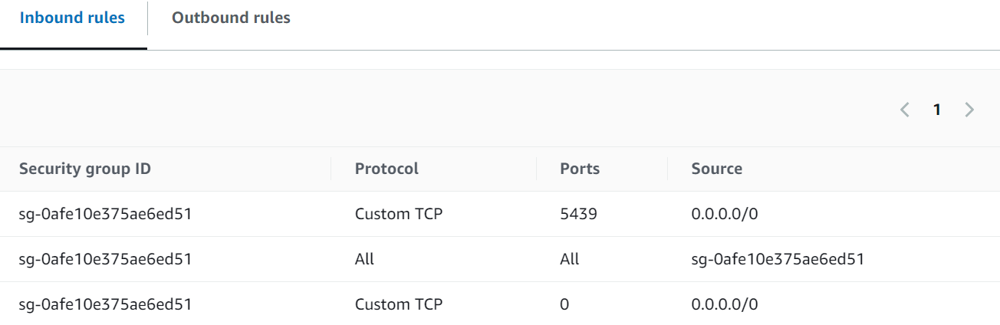 Inbound rules Outbound rules
1
Security group ID Protocol Ports Source
sg-0afe10e375ae6ed51 Custom TCP 5439 0.0.0.0/0
sg-0afe10e375ae6ed51 All All sg-0afe10e375ae6ed51
sg-0afe10e375ae6ed51 Custom TCP 0 0.0.0.0/0